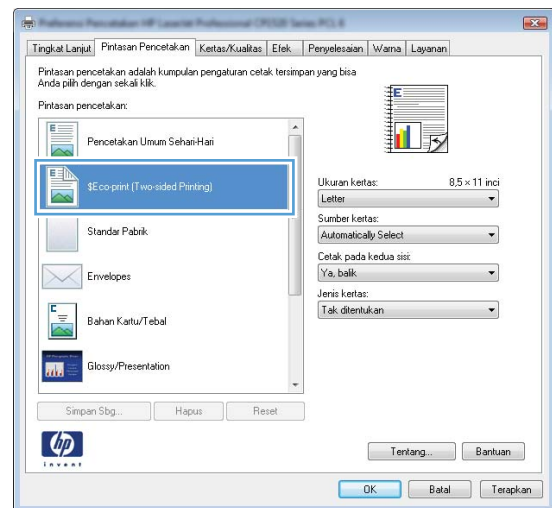 Tingkat Lanjut Pintasan Pencetakan Kertas/Kualitas Efek Penyelesaian Warna Layanan
Pintasan pencetakan adalah kumpulan pengaturan cetak tersimpan yang bisa
Anda pilih dengan sekali klik.
Pintasan pencetakan:
Pencetakan Umum Sehari-Hari
$Eco-print (Two-sided Printing)
Standar Pabrik
Envelopes
Bahan Kartu/Tebal
Glossy/Presentation
Ukuran kertas: 8,5 × 11 inci
Letter
Sumber kertas:
Automatically Select
Cetak pada kedua sisi:
Ya, balik
Jenis kertas:
Tak ditentukan
Simpan Sbg... Hapus Reset
hp
invent
Tentang... Bantuan
OK Batal Terapkan